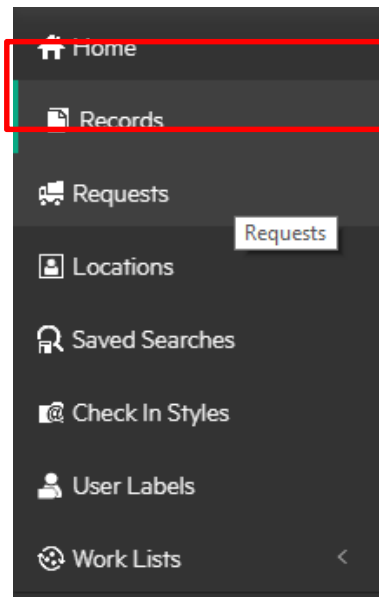 Home
Records
Requests
Requests
Locations
Saved Searches
Check In Styles
User Labels
Work Lists